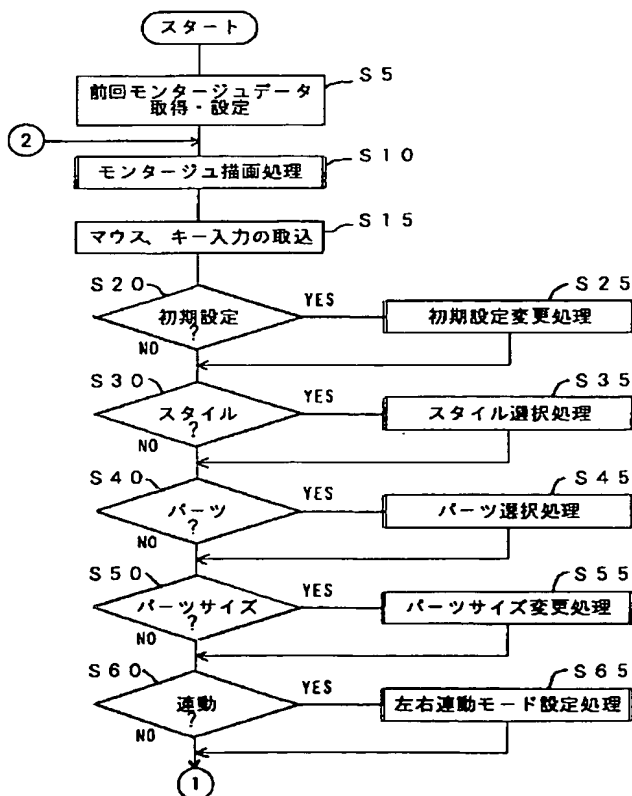 スタート
S5
前回モンタージュデータ
取得・設定
2
S10
モンタージュ描画処理
S15
マウス、キー入力の取込
S20
初期設定
?
YES
NO
S25
初期設定変更処理
S30
スタイル
?
YES
NO
S35
スタイル選択処理
S40
パーツ
?
YES
NO
S45
パーツ選択処理
S50
パーツサイズ
?
YES
NO
S55
パーツサイズ変更処理
S60
連動
?
YES
NO
S65
左右連動モード設定処理
1